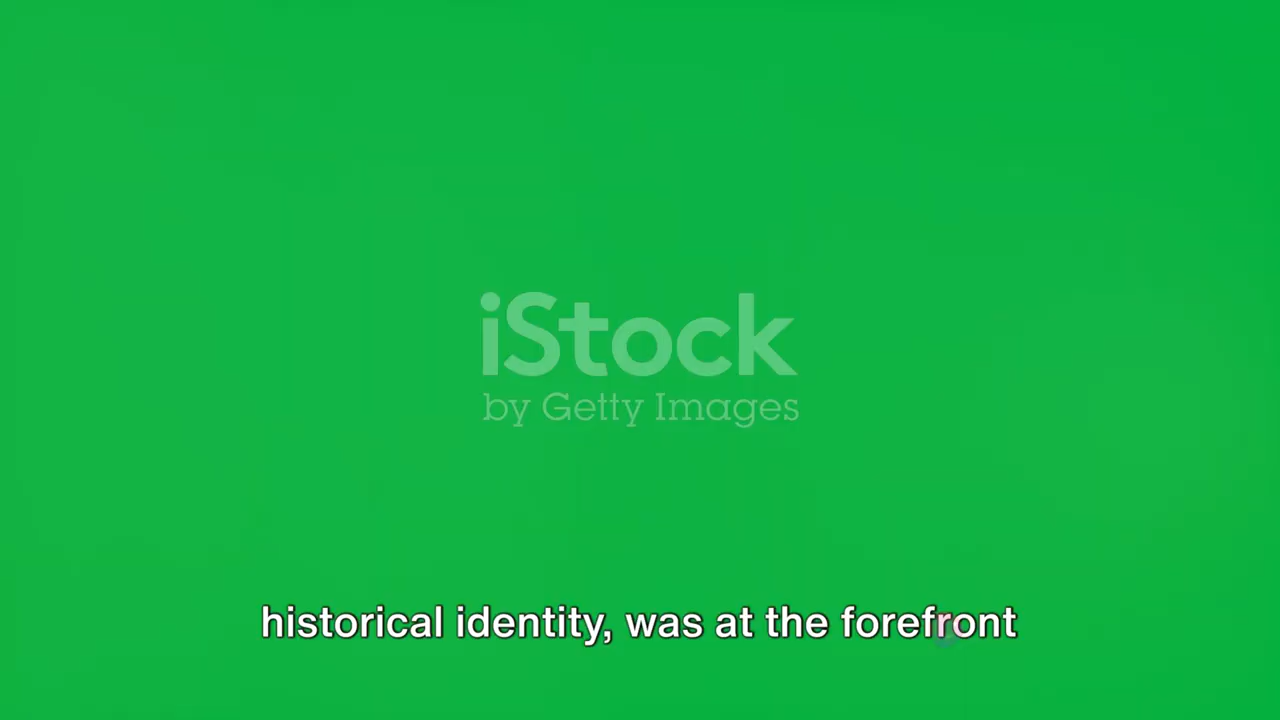 iStock
by Getty Images
historical identity, was at the forefront